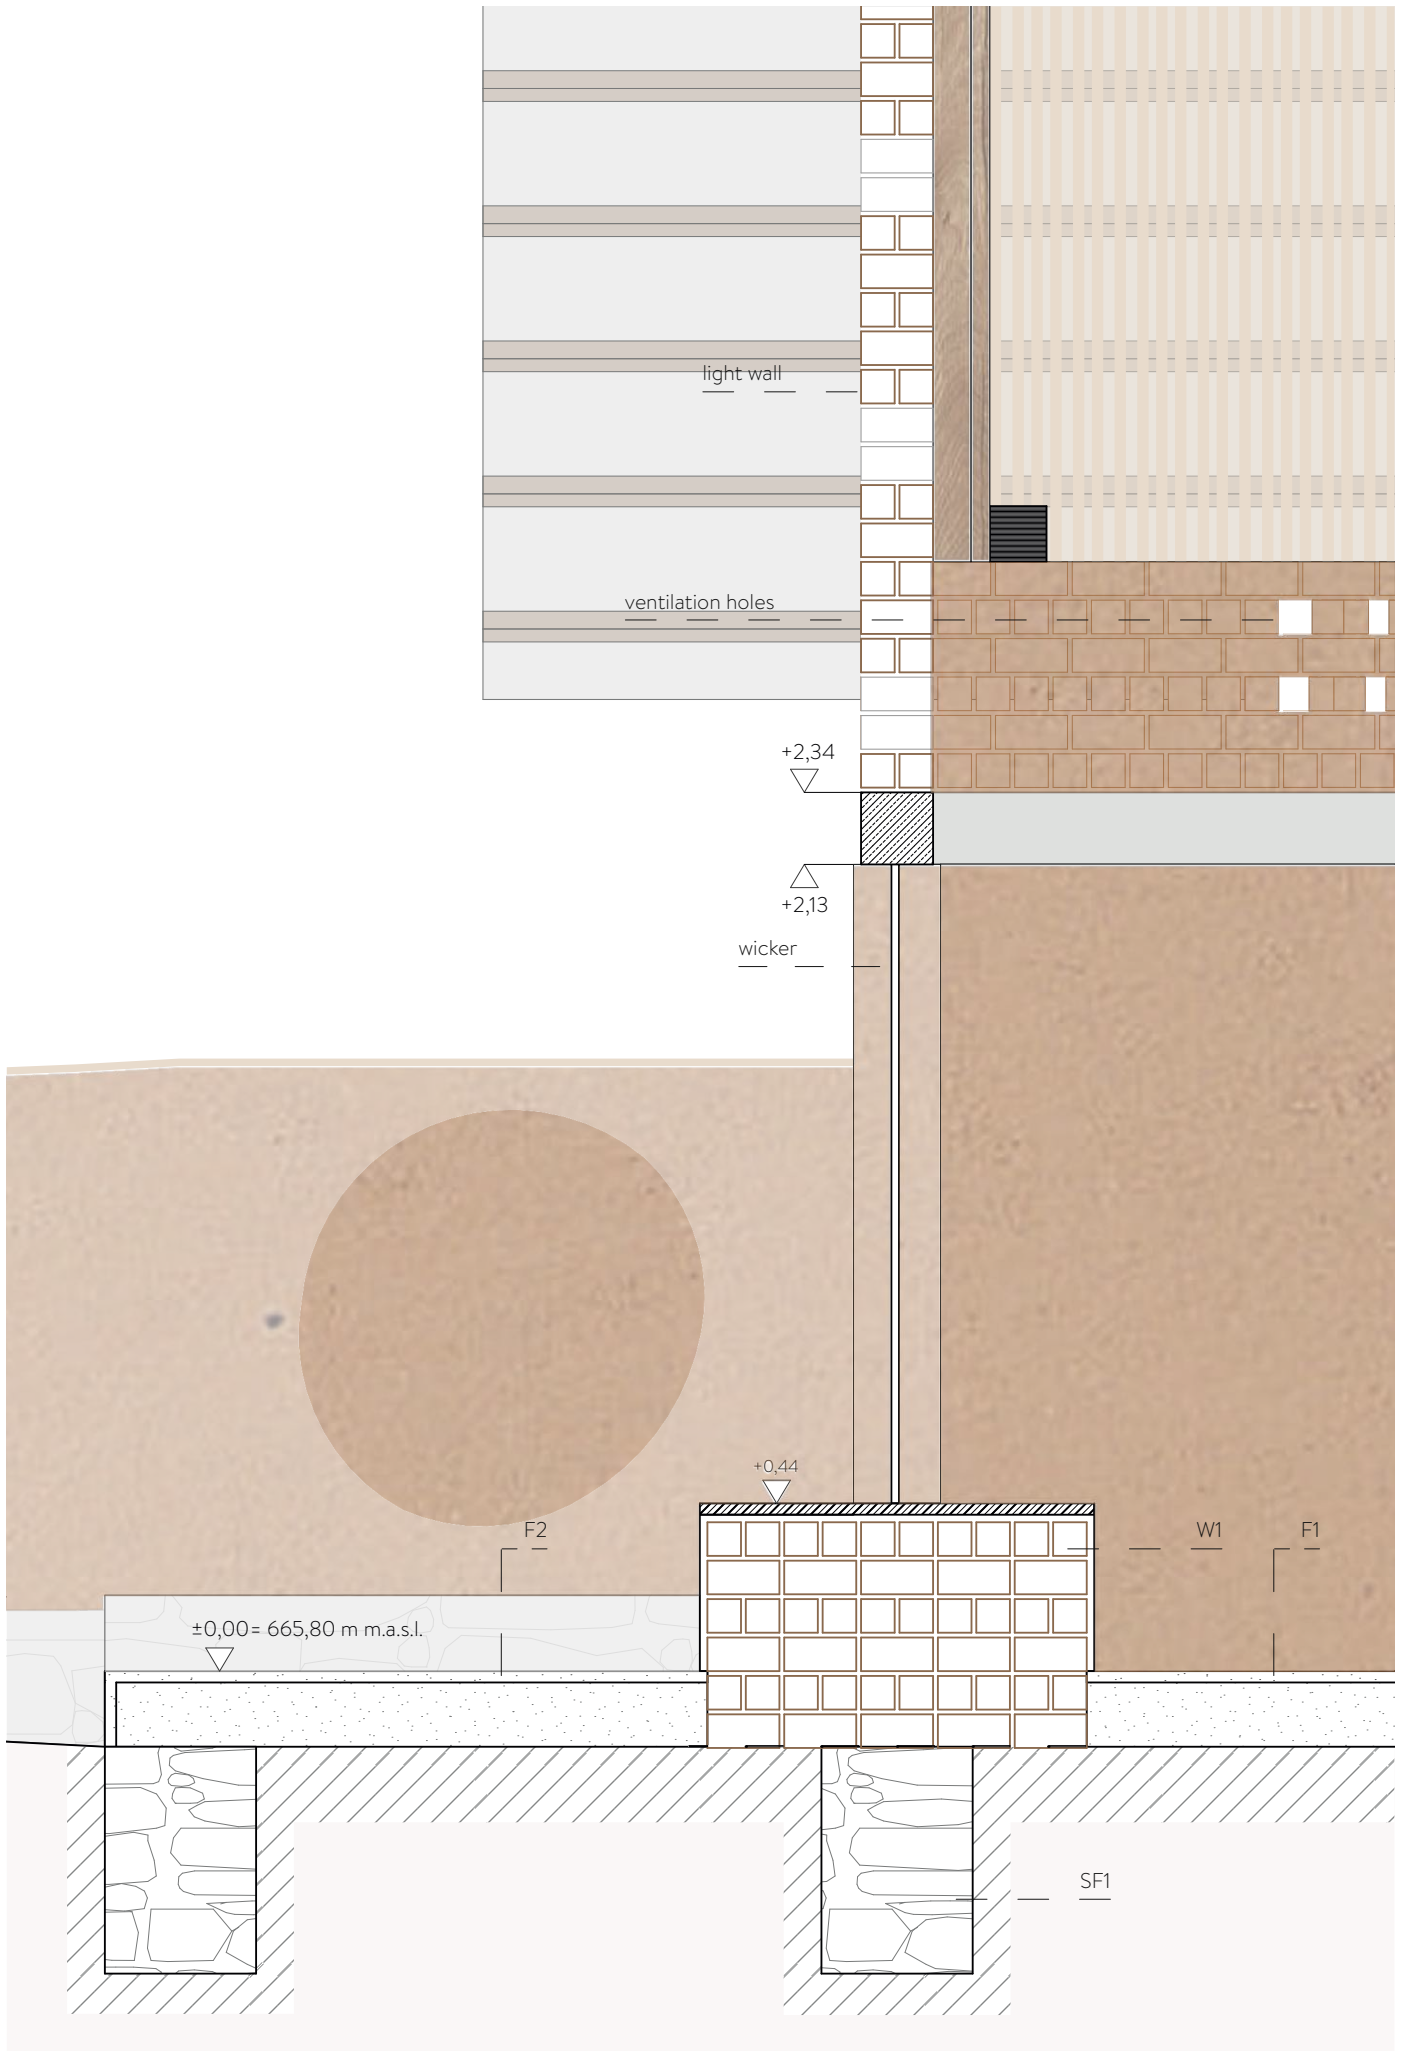 light wall
ventilation holes
+2,34
+2,13
wicker
+0,44
F2
W1
F1
±0,00= 665,80 m m.a.s.l.
SF1